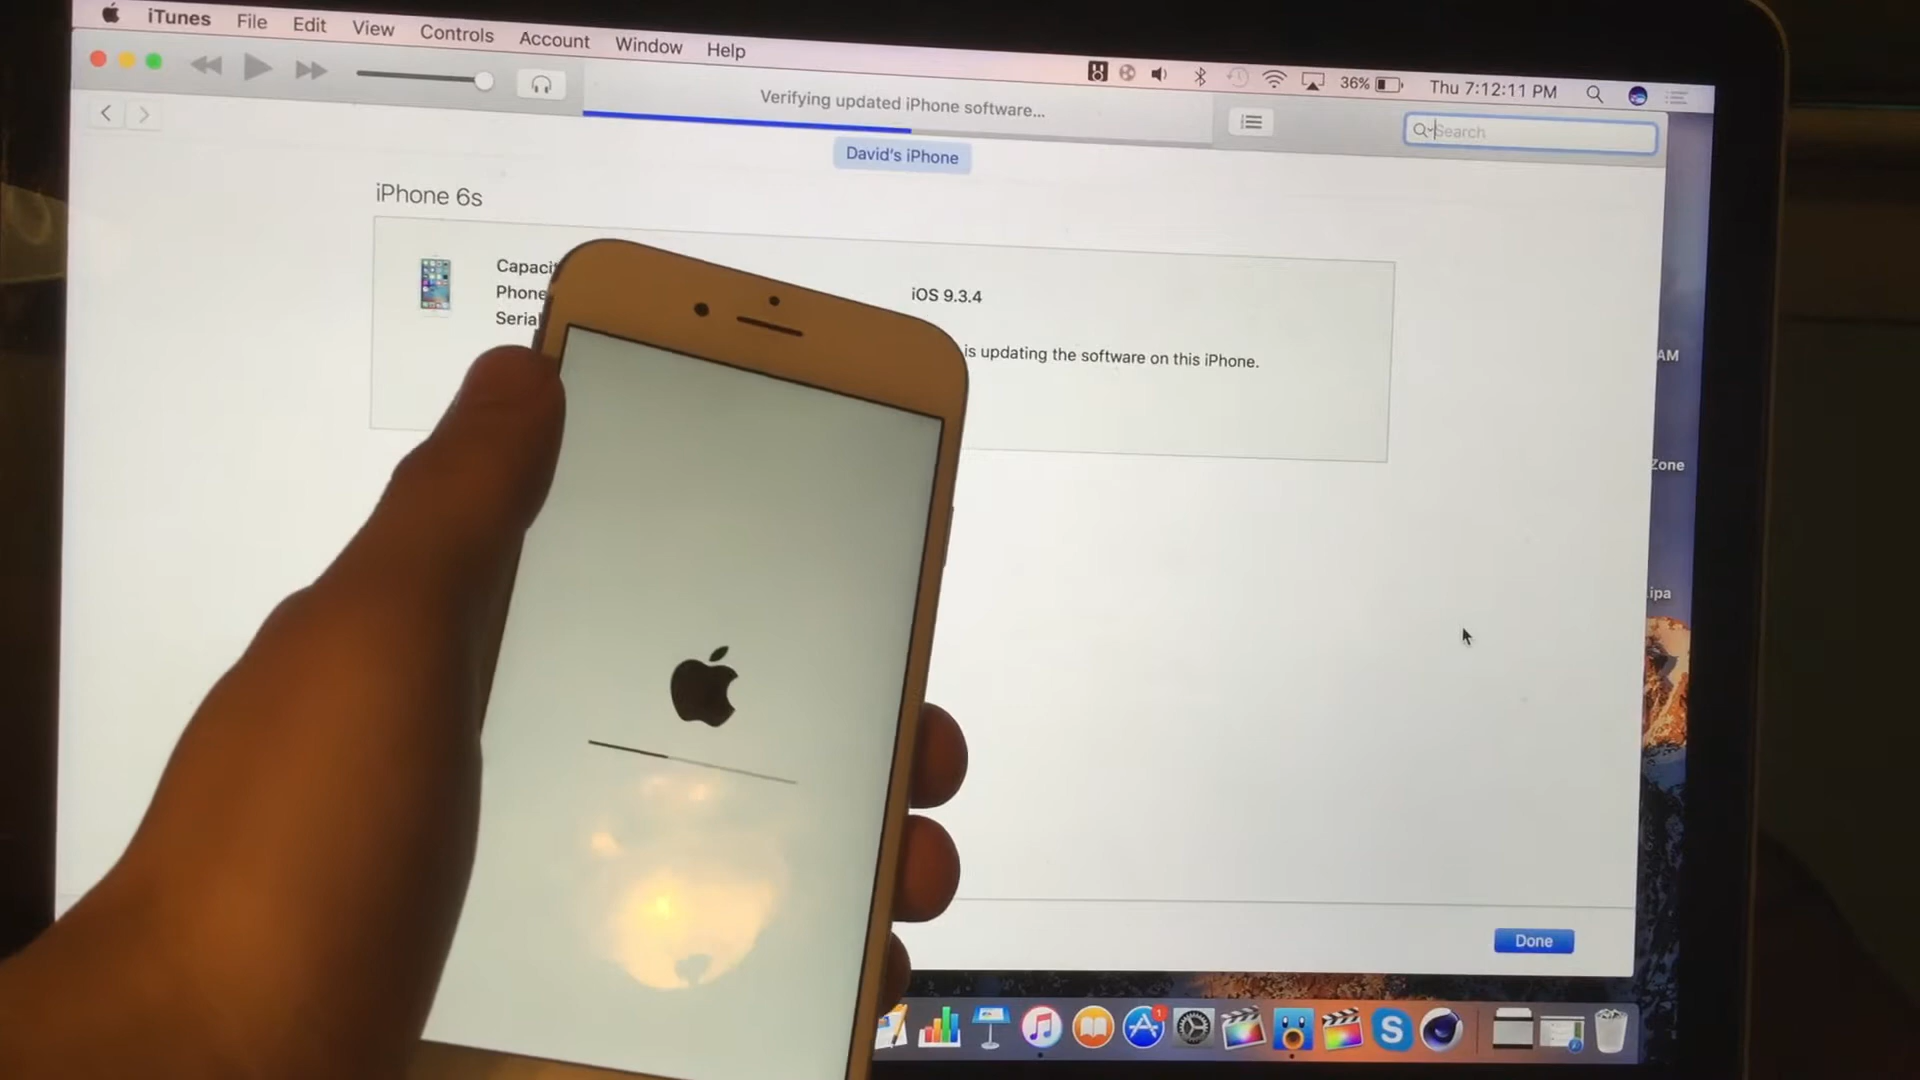 iTunes File Edit View Controls Account Window Help
36% Thu 7:12:11 PM
Verifying updated iPhone software...
Search
David's iPhone
iPhone 6s
Capaci
Phone
Serial
iOS 9.3.4
is updating the software on this iPhone.
AM
Zone
.ipa
Done
1